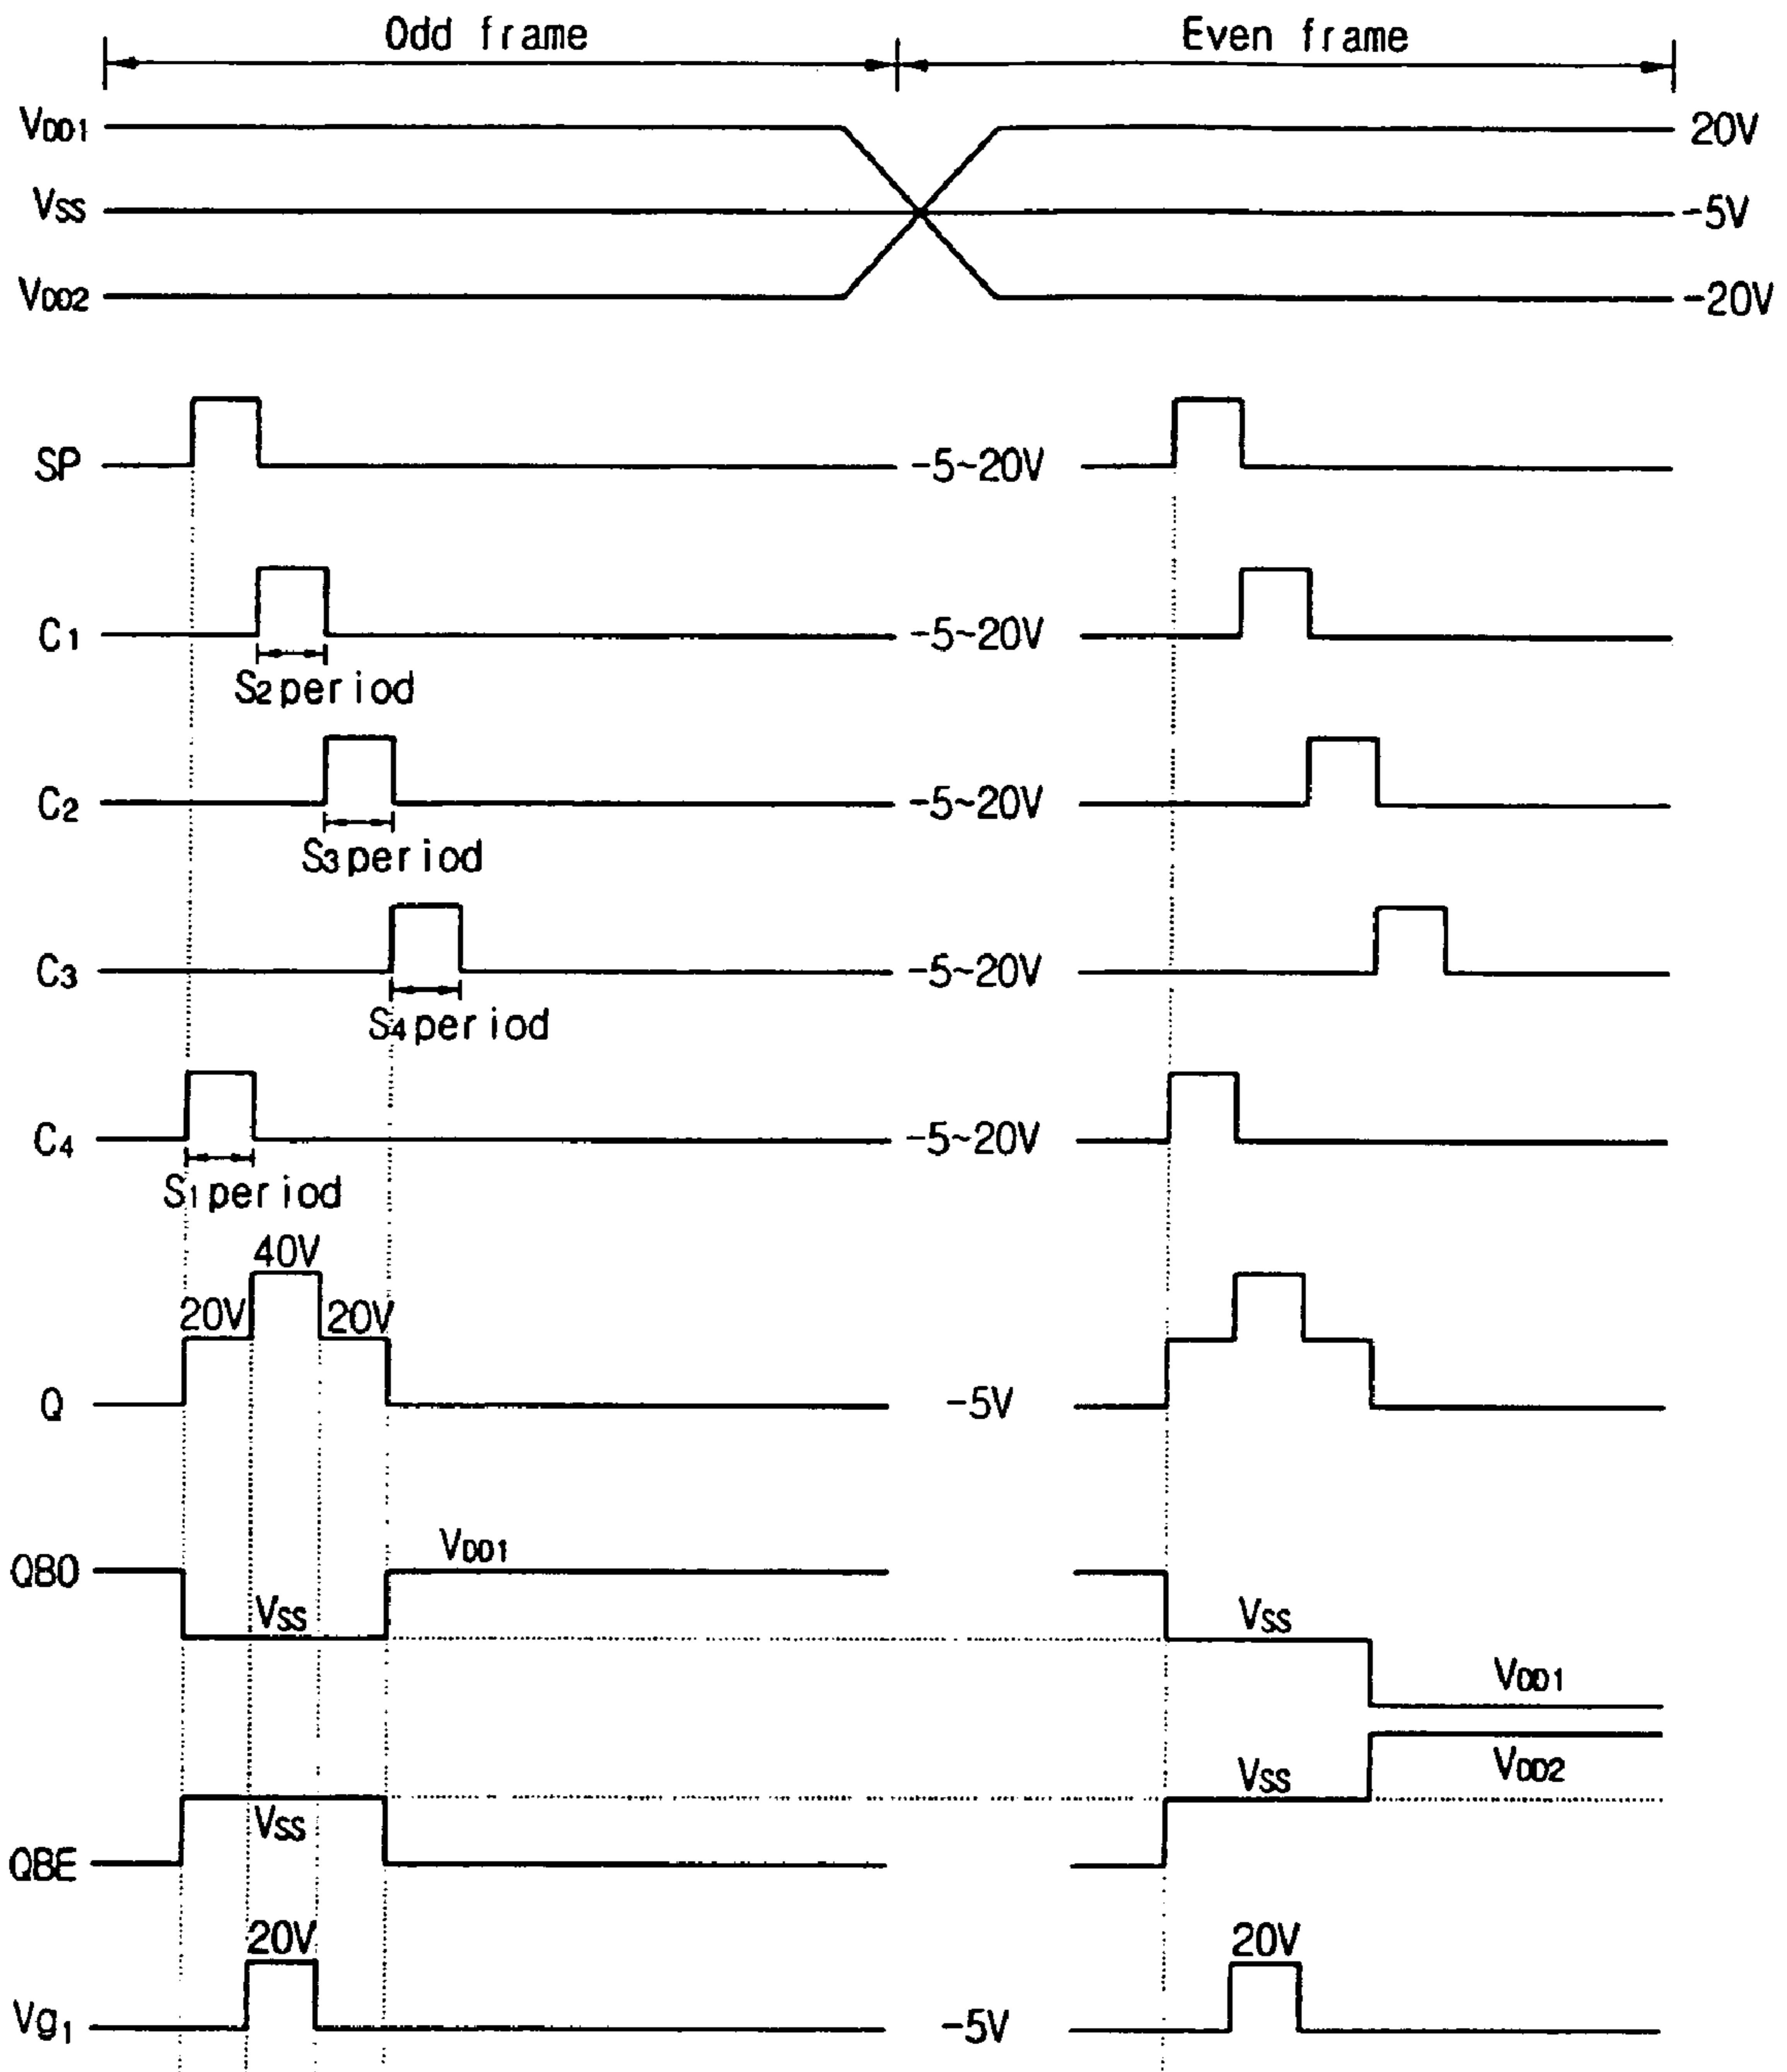 Odd frame Even frame
VDD1 20V
VSS -5V
VDD2 -20V
SP -5~20V
C1 -5~20V
S2 period
C2 -5~20V
S3 period
C3 -5~20V
S4 period
C4 -5~20V
S1 period
40V
20V 20V
Q -5V
VDD1
QBO VSS VSS
VDD1
VDD2
VSS VSS
QBE
20V 20V
Vg1 -5V